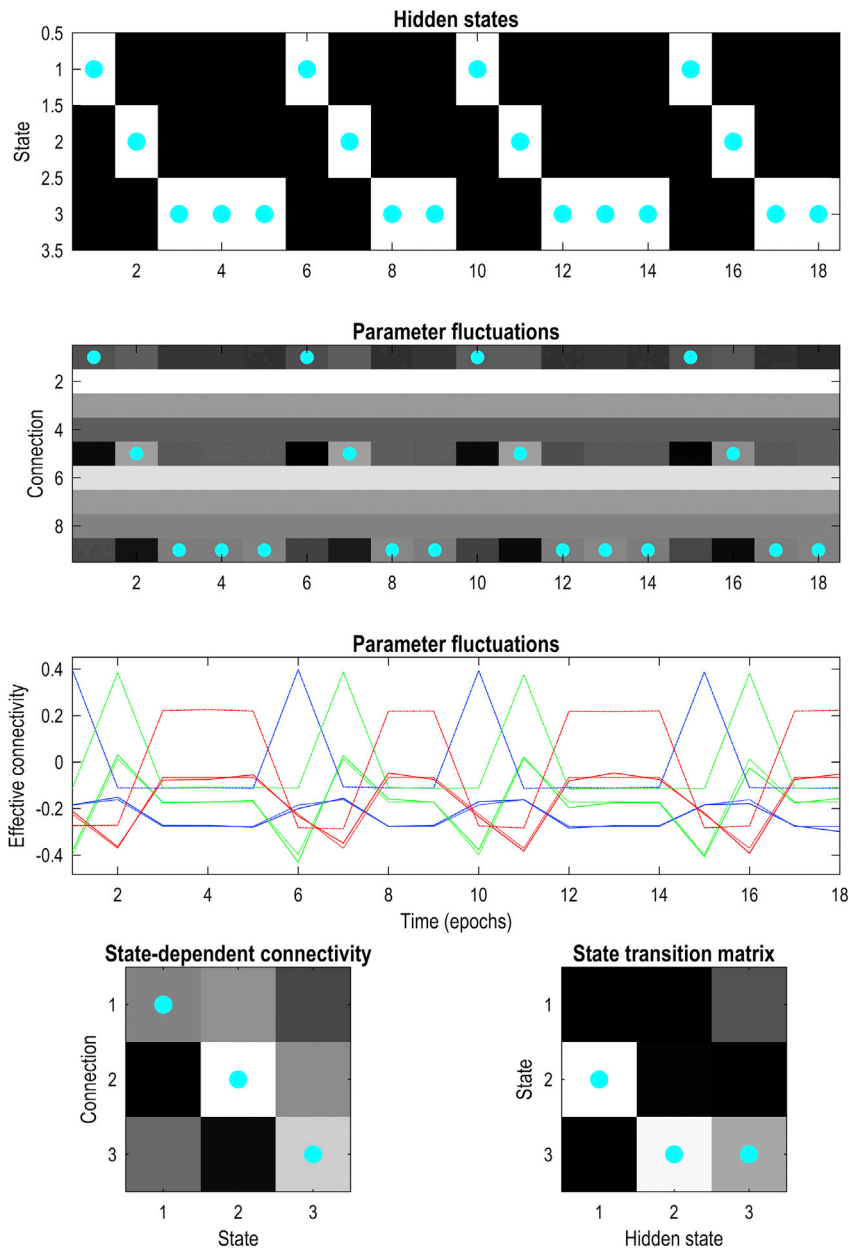 Hidden states
0.5
1
1.5
2
2.5
3
3.5
State
2 4 6 8 10 12 14 16 18
Parameter fluctuations
2
4
6
8
Connection
2 4 6 8 10 12 14 16 18
Parameter fluctuations
0.4
0.2
0
-0.2
-0.4
Effective connectivity
2 4 6 8 10 12 14 16 18
Time (epochs)
State-dependent connectivity
1
2
3
Connection
1 2 3
State
State transition matrix
1
2
3
State
1 2 3
Hidden state